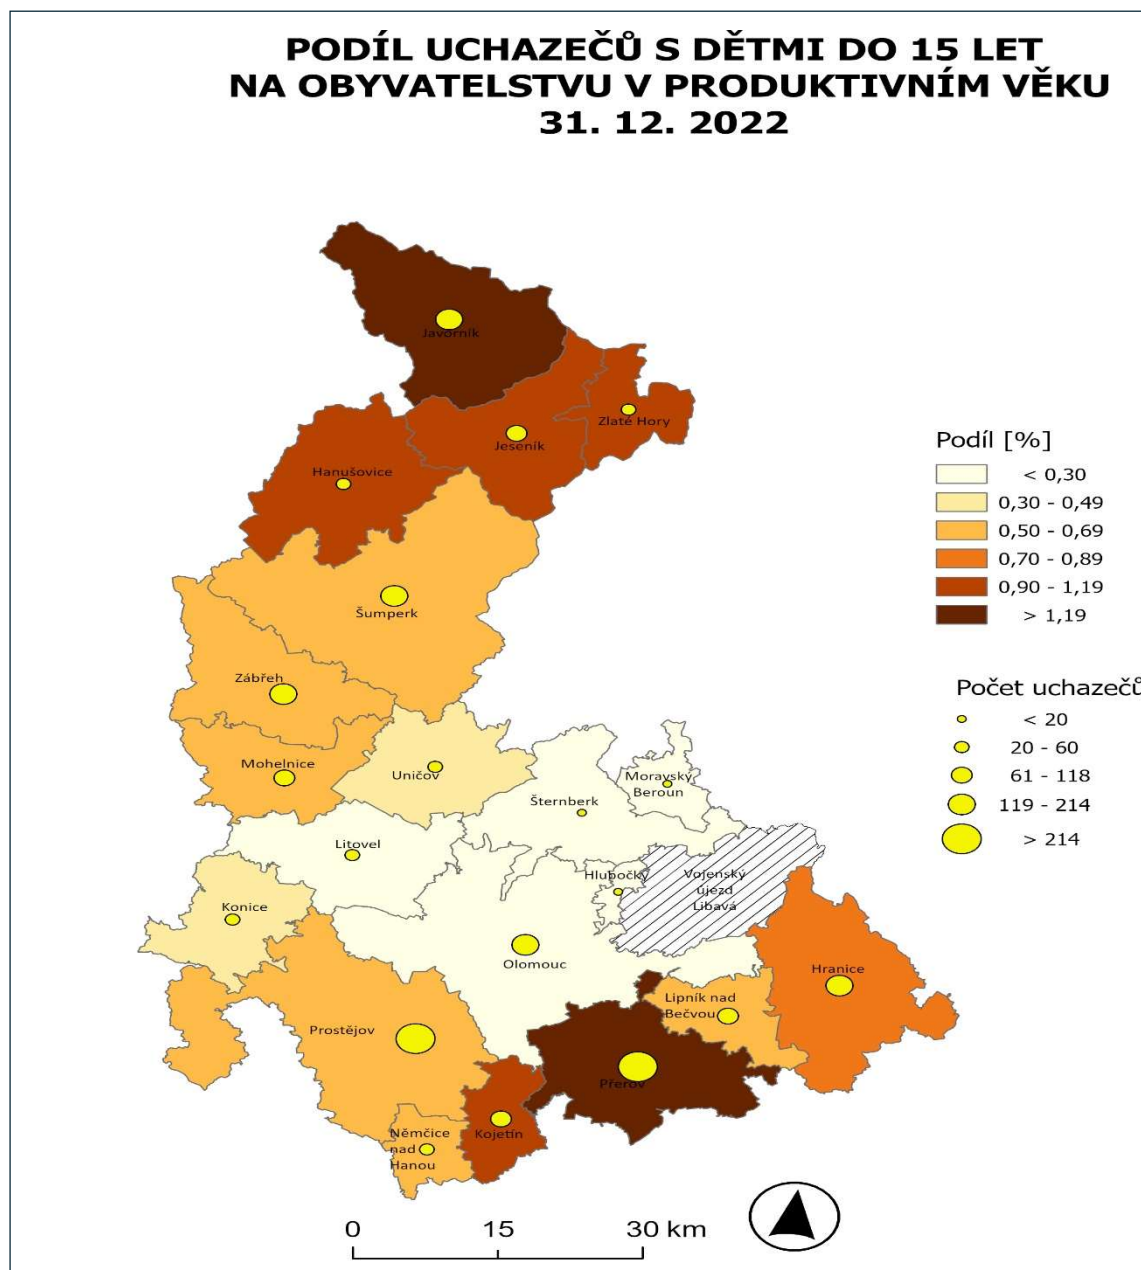 PODÍL UCHAZEČŮ S DĚTMI DO 15 LET
NA OBYVATELSTVU V PRODUKTIVNÍM VĚKU
31. 12. 2022
Javorník
Zlaté Hory
Jeseník
Hanušovice
Šumperk
Zábřeh
Mohelnice
Uničov
Moravský
Beroun
Šternberk
Litovel
Hlubočky
Vojenský
újezd
Libavá
Konice
Olomouc
Hranice
Lipník nad
Bečvou
Prostějov
Přerov
Kojetín
Němčice
nad
Hanou
Podíl [%]
< 0,30
0,30 - 0,49
0,50 - 0,69
0,70 - 0,89
0,90 - 1,19
> 1,19
Počet uchazečů
< 20
20 - 60
61 - 118
119 - 214
> 214
0 15 30 km